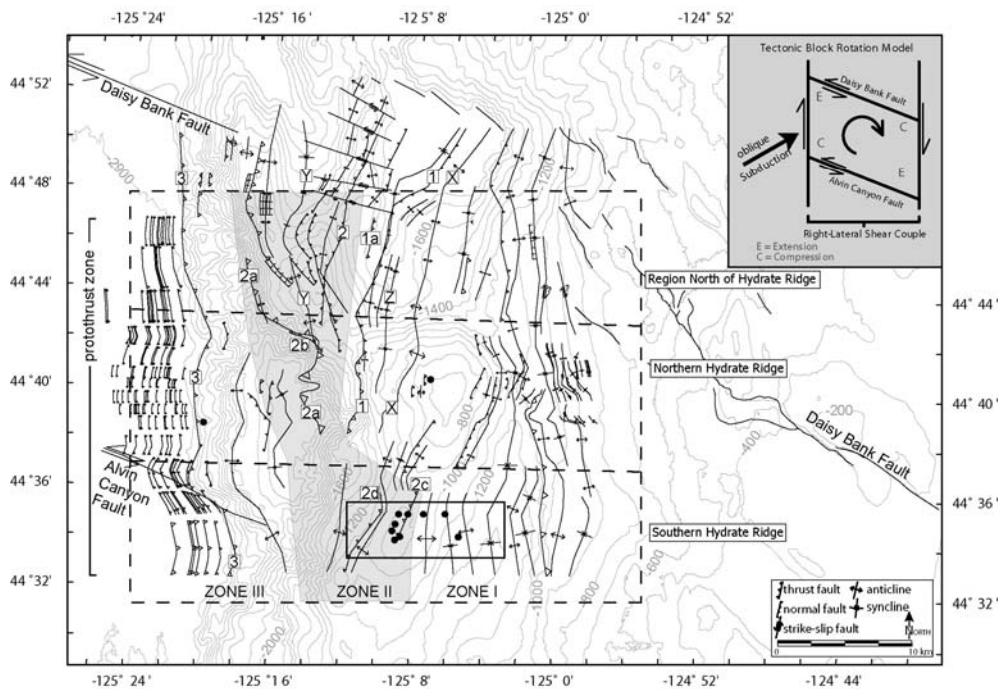 -125° 24' -125° 16' -125° 8' -125° 0' -124° 52'
Tectonic Block Rotation Model
Daisy Bank Fault
E
C
oblique
Subduction
C
E
Alvin Canyon Fault
Right-Lateral Shear Couple
E = Extension
C = Compression
44° 52'
Daisy Bank Fault
44° 48'
3
Y
1 X
-1200
2
1a
-1600
protothrust zone
44° 44'
2a
Y
Z
1400
Region North of Hydrate Ridge
44° 44'
2b
Northern Hydrate Ridge
44° 40'
3
2a
1 X
-800
-200
44° 40'
-400
Daisy Bank Fault
Alvin
Canyon
Fault
44° 36'
2d
2c
-1000
1200
44° 36'
1200
Southern Hydrate Ridge
3
-600
44° 32'
ZONE III ZONE II ZONE I
-1000
-800
44° 32'
-2000
thrust fault anticline
normal fault syncline
strike-slip fault
NORTH
0 10 km
-125° 24' -125° 16' -125° 8' -125° 0' -124° 52'